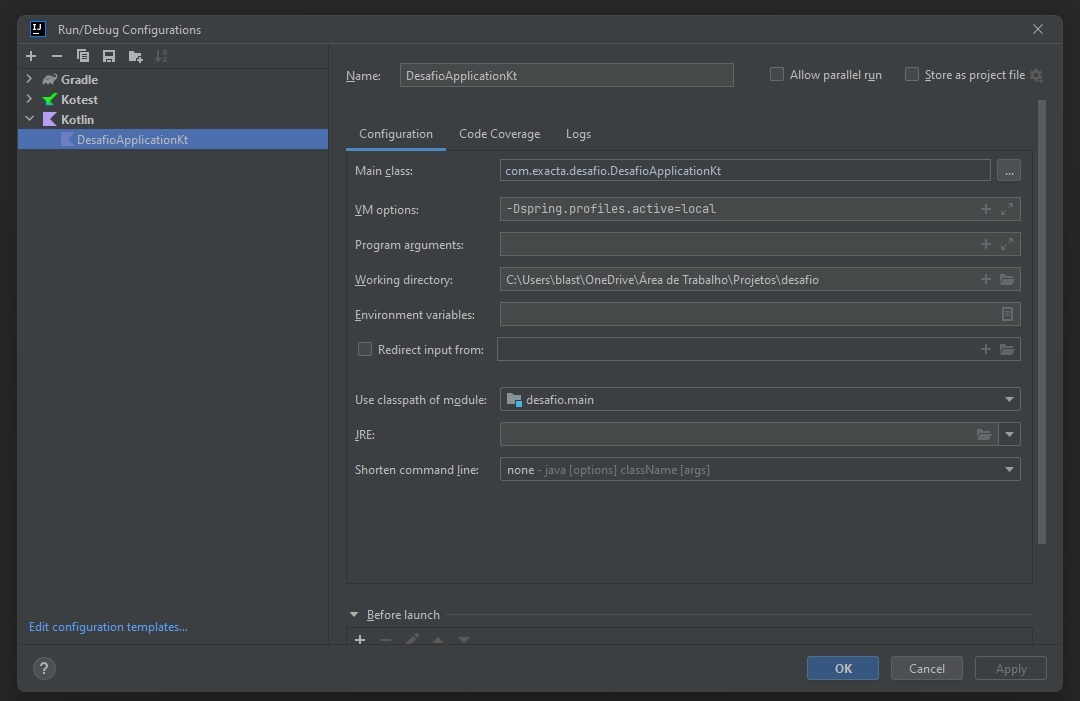 Run/Debug Configurations
Gradle
Kotest
Kotlin
DesafioApplicationKt
Edit configuration templates...
Name: DesafioApplicationKt Allow parallel run Store as project file
Configuration Code Coverage Logs
Main class: com.exacta.desafio.DesafioApplicationKt ...
VM options: -Dspring.profiles.active=local
Program arguments:
Working directory: C:\Users\blast\OneDrive\Área de Trabalho\Projetos\desafio
Environment variables:
Redirect input from:
Use classpath of module: desafio.main
JRE:
Shorten command line: none - java [options] className [args]
Before launch
? OK Cancel Apply